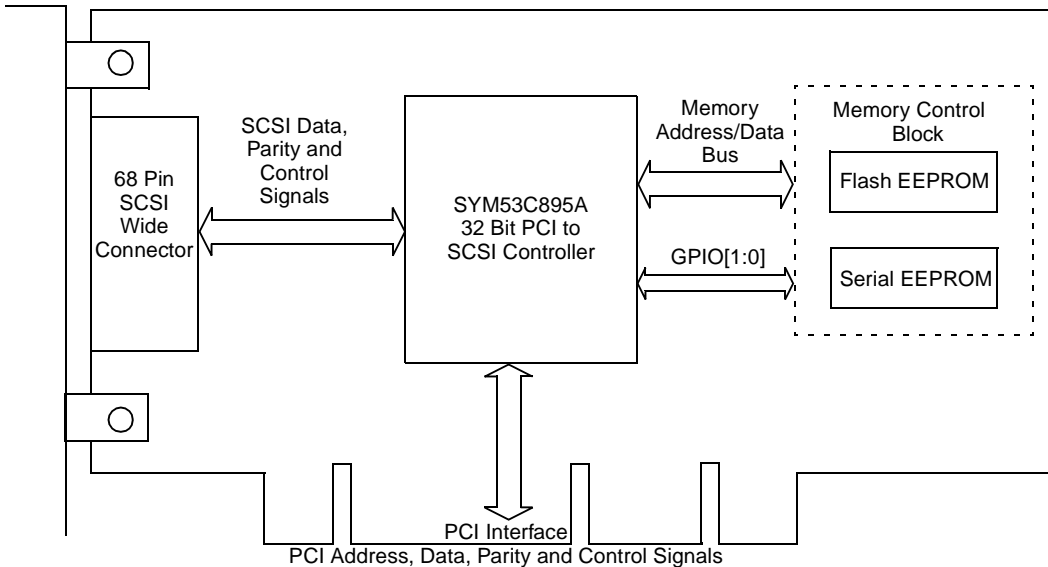 68 Pin
SCSI
Wide
Connector
SCSI Data,
Parity and
Control
Signals
SYM53C895A
32 Bit PCI to
SCSI Controller
Memory
Address/Data
Bus
GPIO[1:0]
Memory Control
Block
Flash EEPROM
Serial EEPROM
PCI Interface
PCI Address, Data, Parity and Control Signals